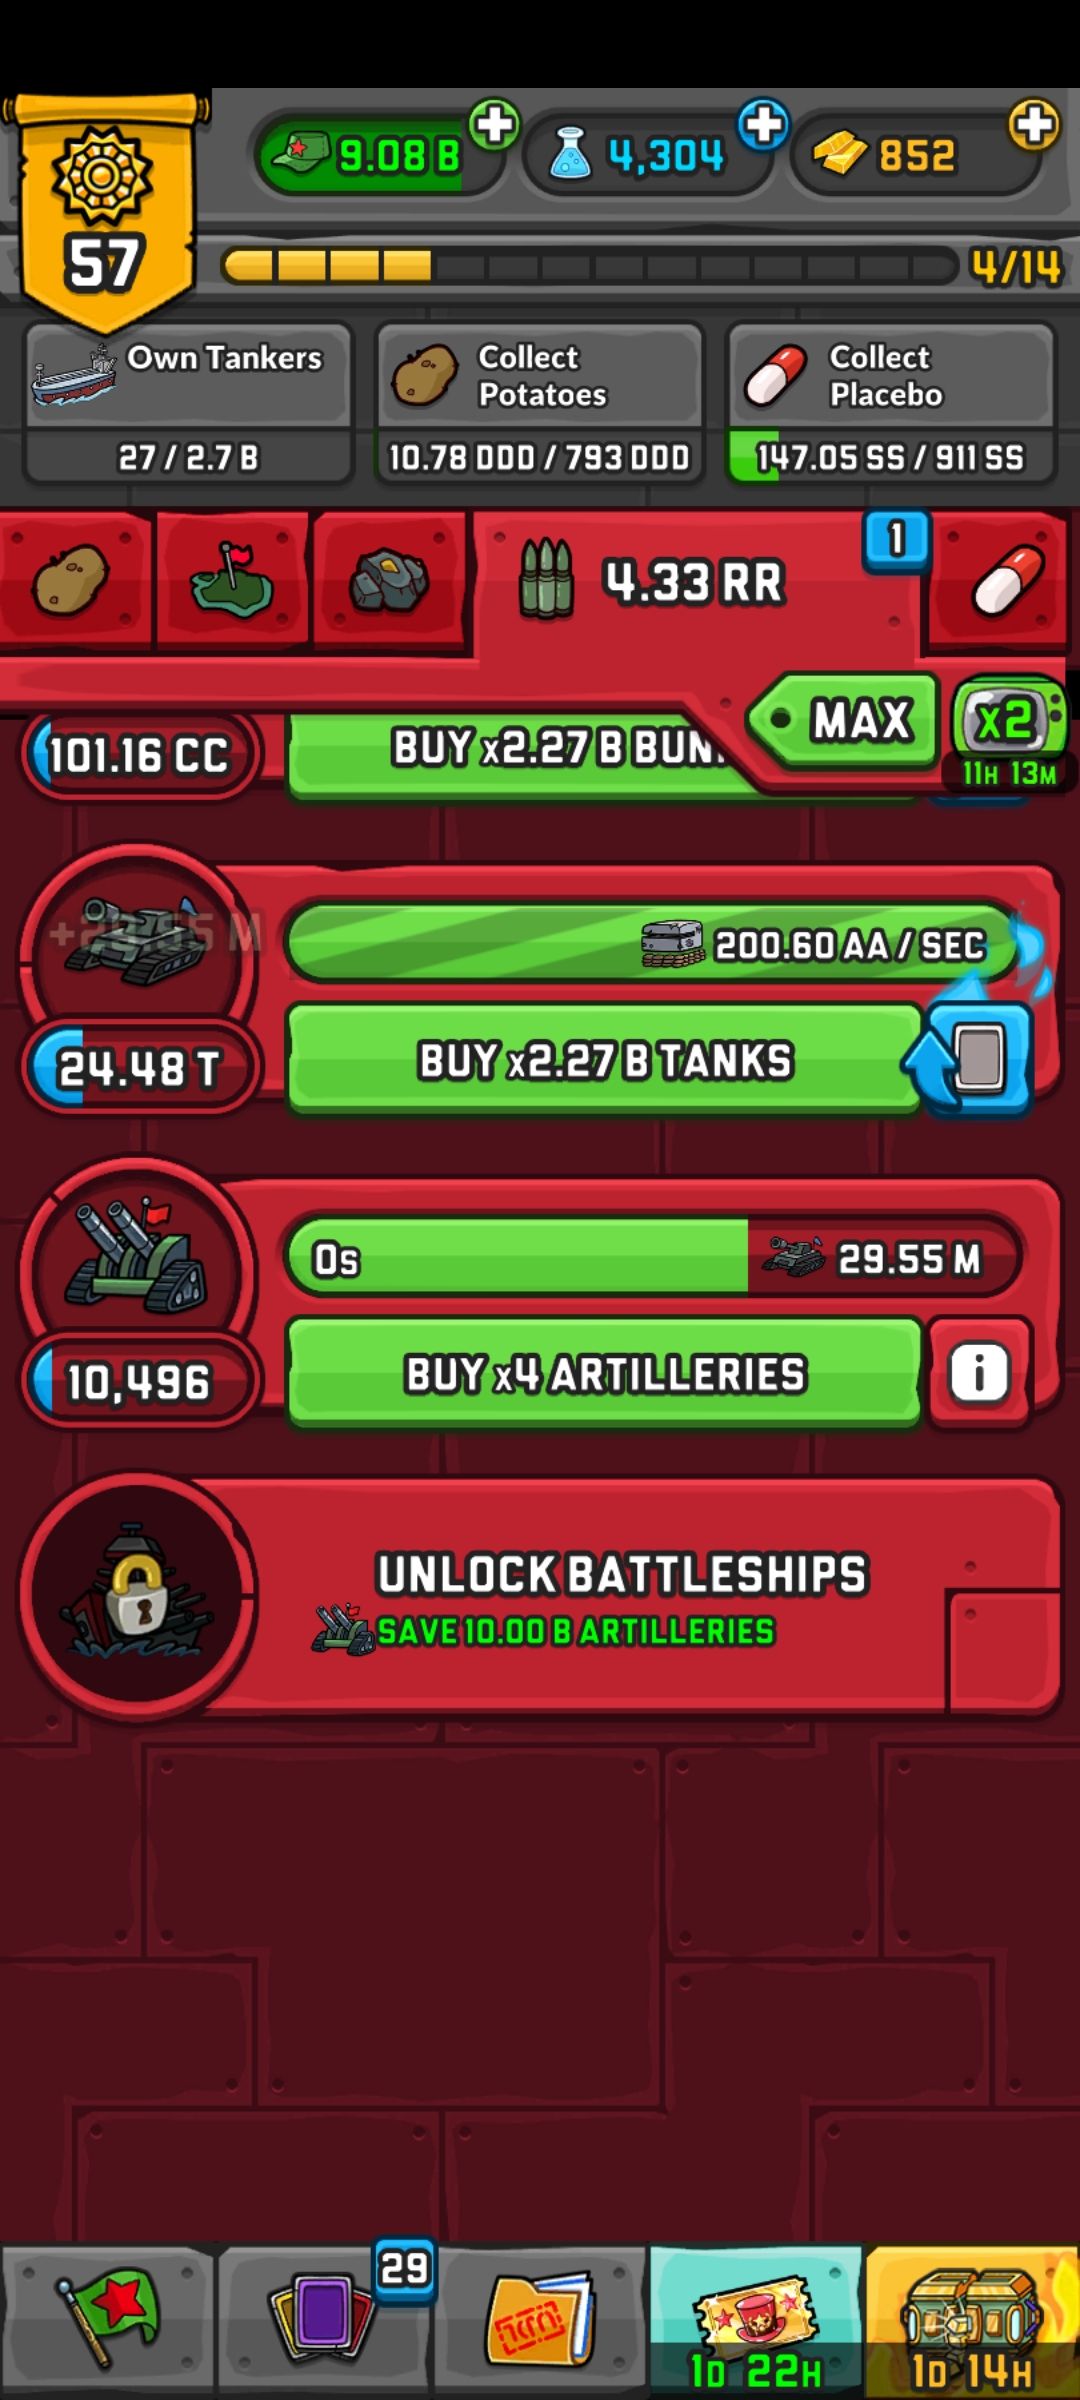 57
9.08 B
4,304
852
4/14
Own Tankers
27 / 2.7 B
Collect
Potatoes
10.78 DDD / 793 DDD
Collect
Placebo
147.05 SS / 911 SS
4.33 RR
1
MAX
x2
11H 13M
101.16 CC
BUY x2.27 B
200.60 AA / SEC
24.48 T
BUY x2.27 B TANKS
0s
29.55 M
10,496
BUY x4 ARTILLERIES
i
UNLOCK BATTLESHIPS
SAVE 10.00 B ARTILLERIES
29
1D 22H
1D 14H